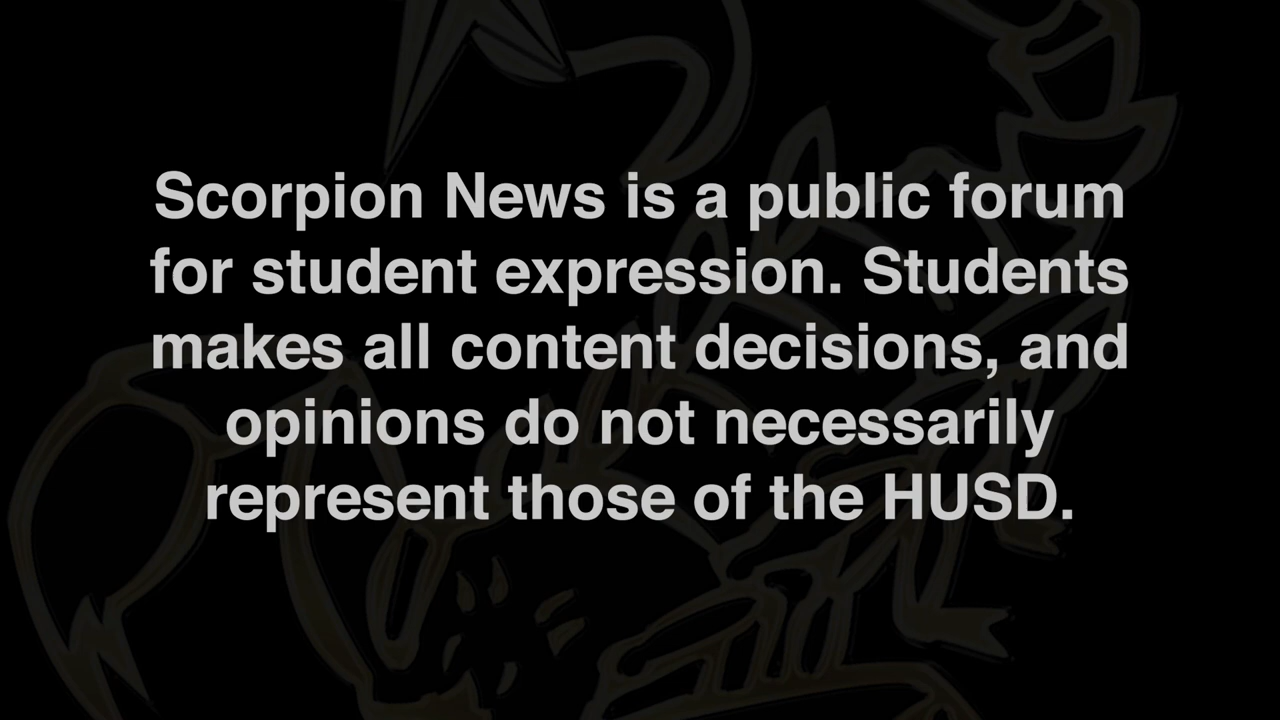 Scorpion News is a public forum
for student expression. Students
makes all content decisions, and
opinions do not necessarily
represent those of the HUSD.